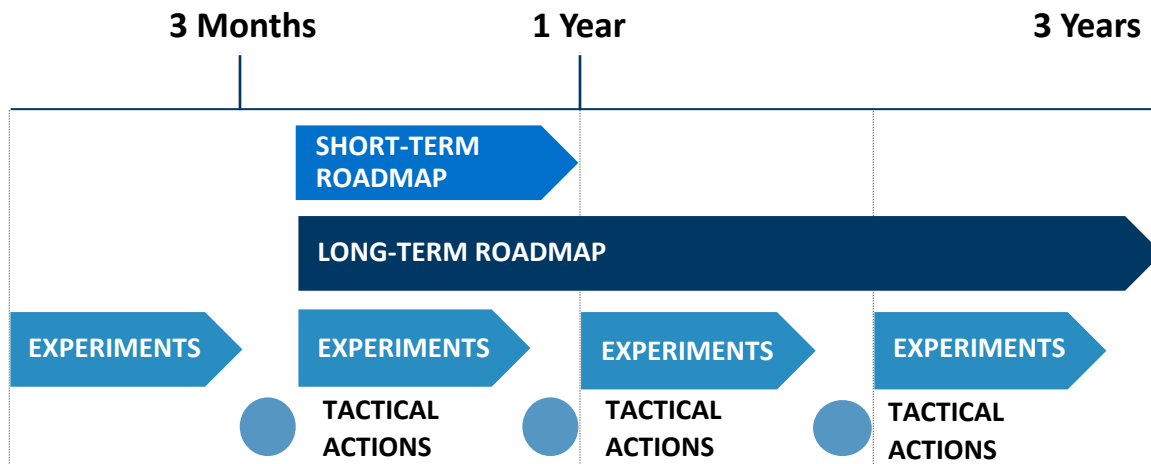 3 Months
1 Year
3 Years
SHORT-TERM
ROADMAP
LONG-TERM ROADMAP
EXPERIMENTS
EXPERIMENTS
EXPERIMENTS
EXPERIMENTS
TACTICAL
ACTIONS
TACTICAL
ACTIONS
TACTICAL
ACTIONS